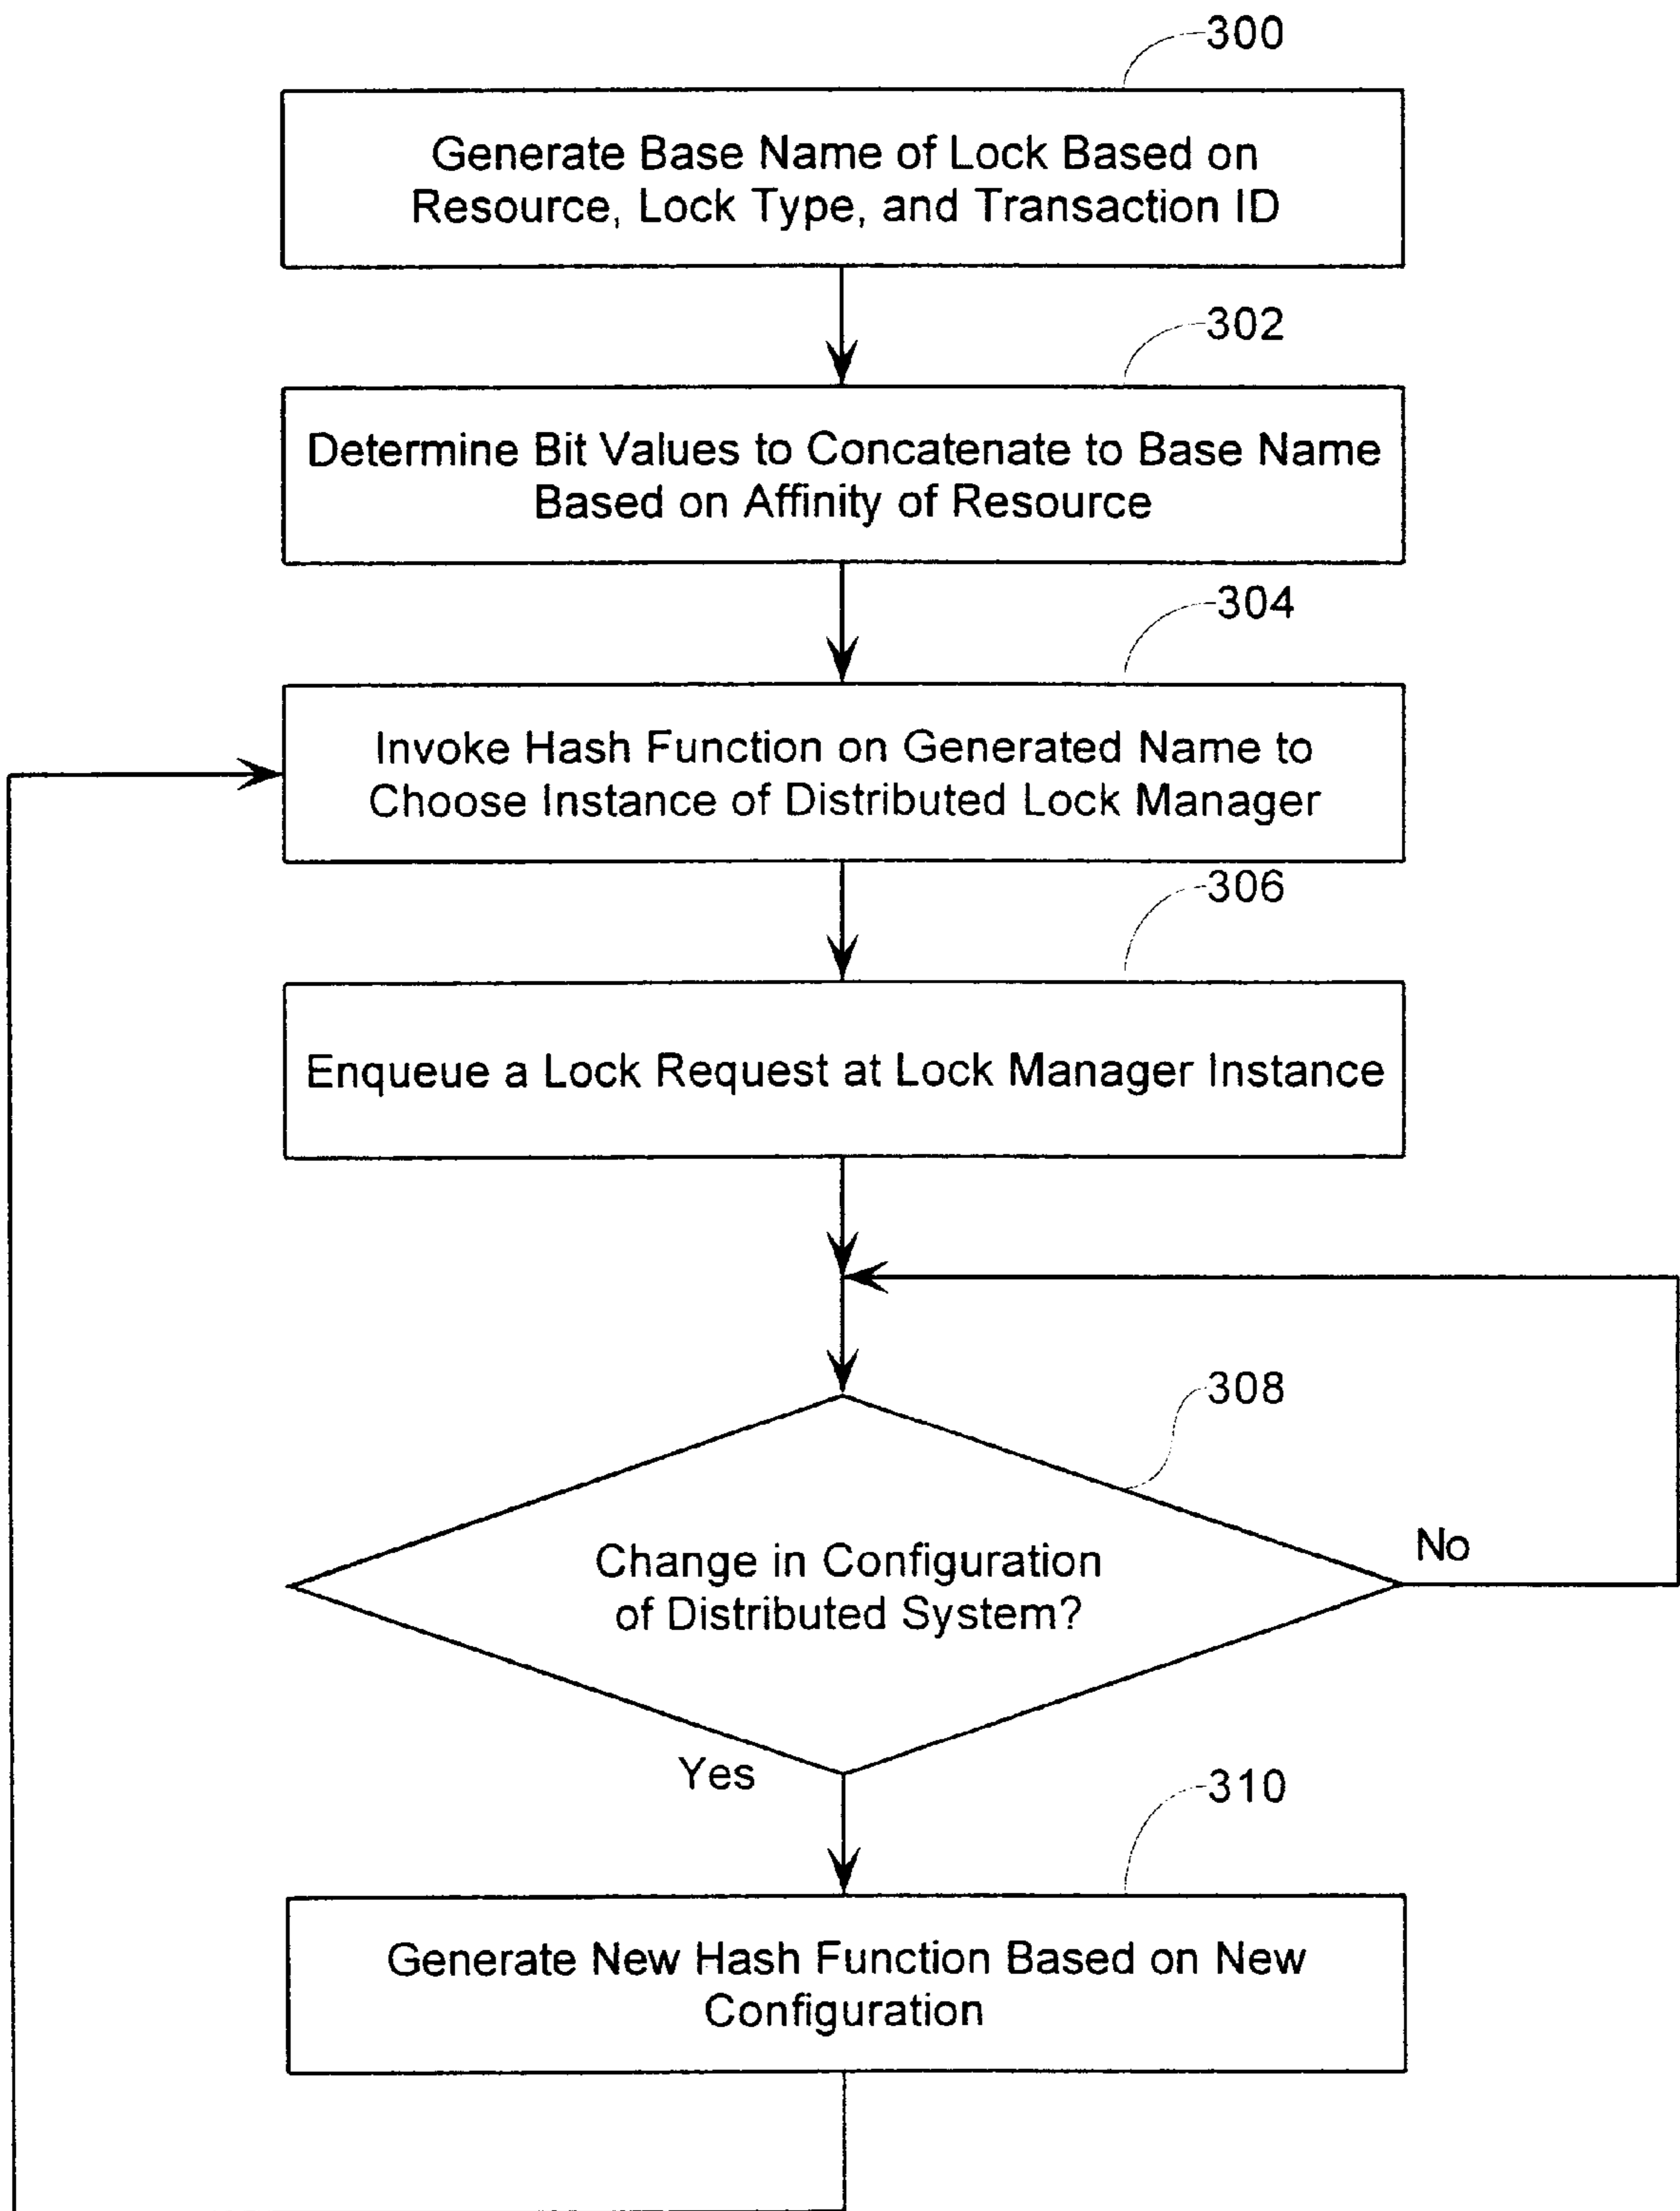 300
Generate Base Name of Lock Based on
Resource, Lock Type, and Transaction ID
302
Determine Bit Values to Concatenate to Base Name
Based on Affinity of Resource
304
Invoke Hash Function on Generated Name to
Choose Instance of Distributed Lock Manager
306
Enqueue a Lock Request at Lock Manager Instance
308
Change in Configuration
of Distributed System?
No
Yes
310
Generate New Hash Function Based on New
Configuration